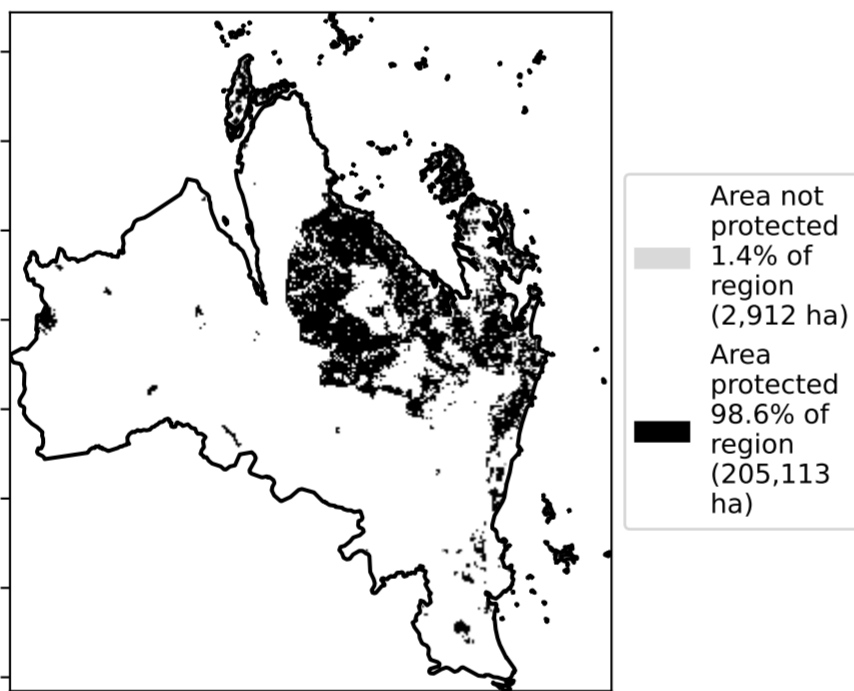 Area not
protected
1.4% of
region
(2,912 ha)
Area
protected
98.6% of
region
(205,113
ha)